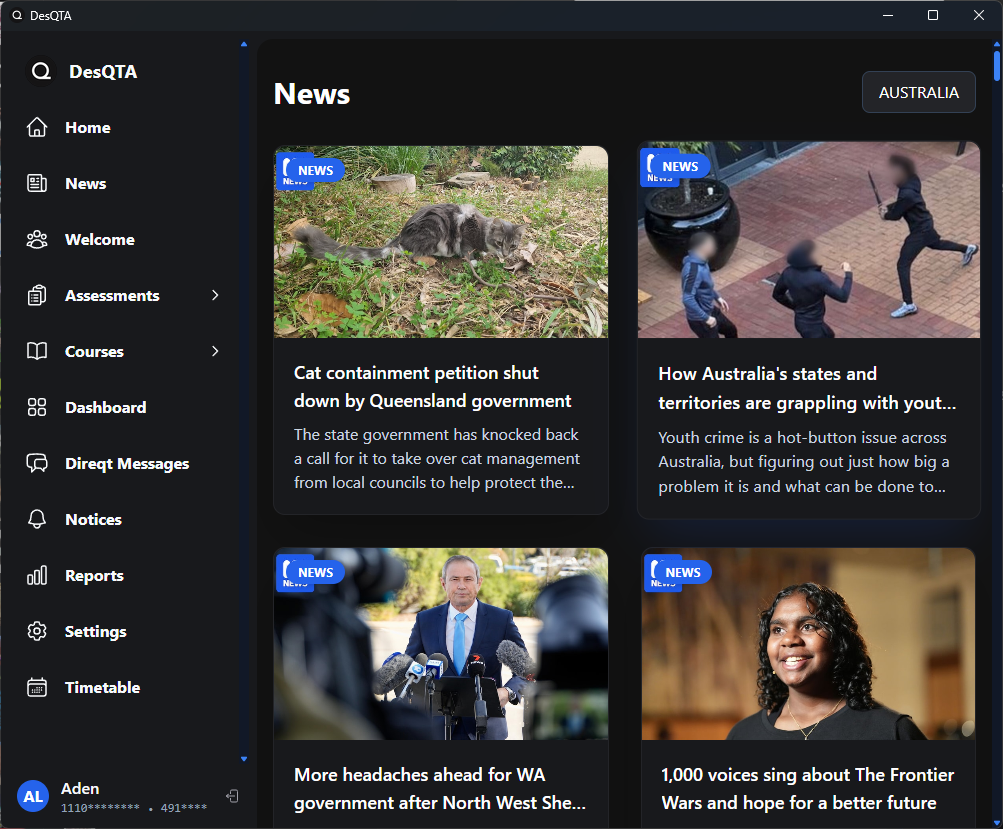 DesQTA
DesQTA
Home
News
Welcome
Assessments
Courses
Dashboard
Direqt Messages
Notices
Reports
Settings
Timetable
AL
Aden
1110******** • 491****
News
AUSTRALIA
NEWS
NEWS
Cat containment petition shut
down by Queensland government
The state government has knocked back
a call for it to take over cat management
from local councils to help protect the...
NEWS
NEWS
How Australia's states and
territories are grappling with yout...
Youth crime is a hot-button issue across
Australia, but figuring out just how big a
problem it is and what can be done to...
NEWS
NEWS
7
More headaches ahead for WA
government after North West She...
NEWS
NEWS
1,000 voices sing about The Frontier
Wars and hope for a better future